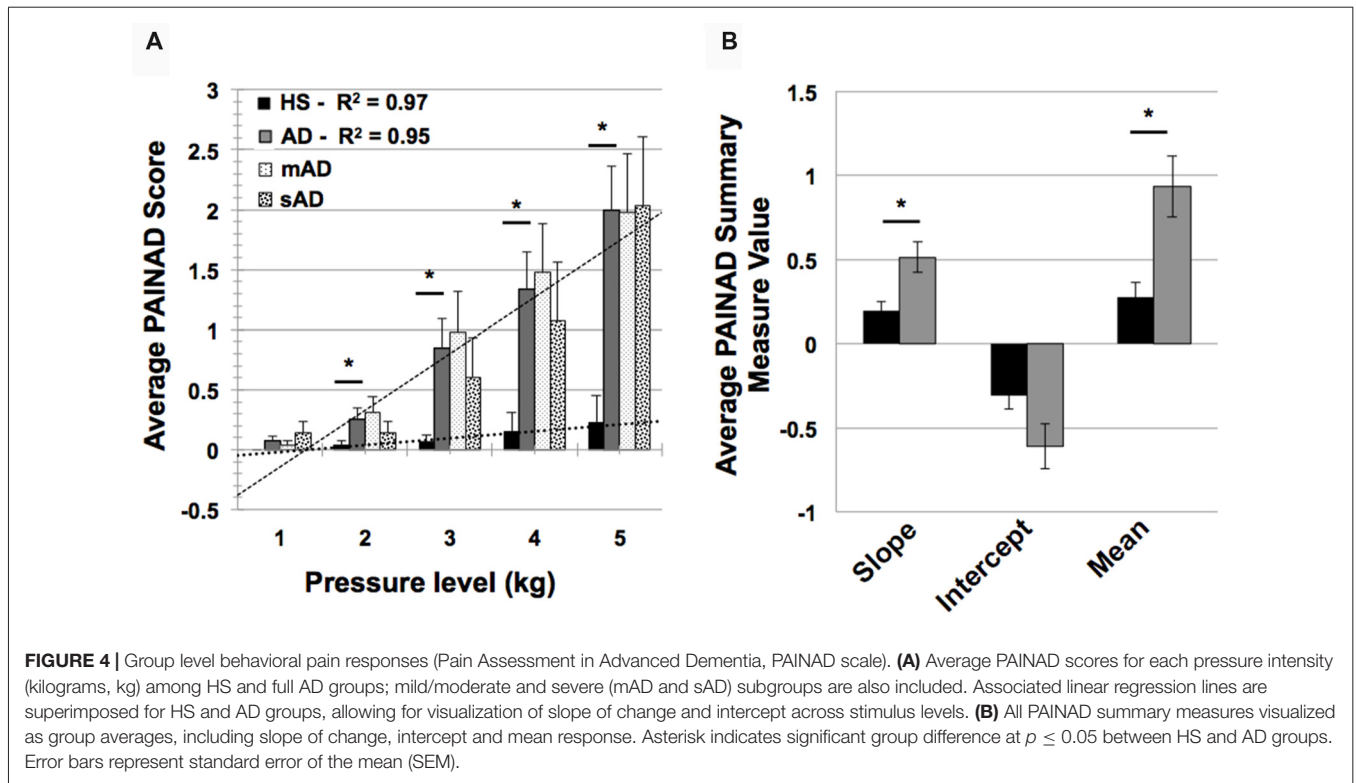 A
Average PAINAD Score
3
2.5
2
1.5
1
0.5
0
-0.5
HS - R² = 0.97
AD - R² = 0.95
mAD
sAD
*
*
*
*
1 2 3 4 5
Pressure level (kg)
B
Average PAINAD Summary
Measure Value
1.5
1
0.5
0
-0.5
-1
*
*
Slope
Intercept
Mean
FIGURE 4 | Group level behavioral pain responses (Pain Assessment in Advanced Dementia, PAINAD scale). (A) Average PAINAD scores for each pressure intensity
(kilograms, kg) among HS and full AD groups; mild/moderate and severe (mAD and sAD) subgroups are also included. Associated linear regression lines are
superimposed for HS and AD groups, allowing for visualization of slope of change and intercept across stimulus levels. (B) All PAINAD summary measures visualized
as group averages, including slope of change, intercept and mean response. Asterisk indicates significant group difference at p ≤ 0.05 between HS and AD groups.
Error bars represent standard error of the mean (SEM).